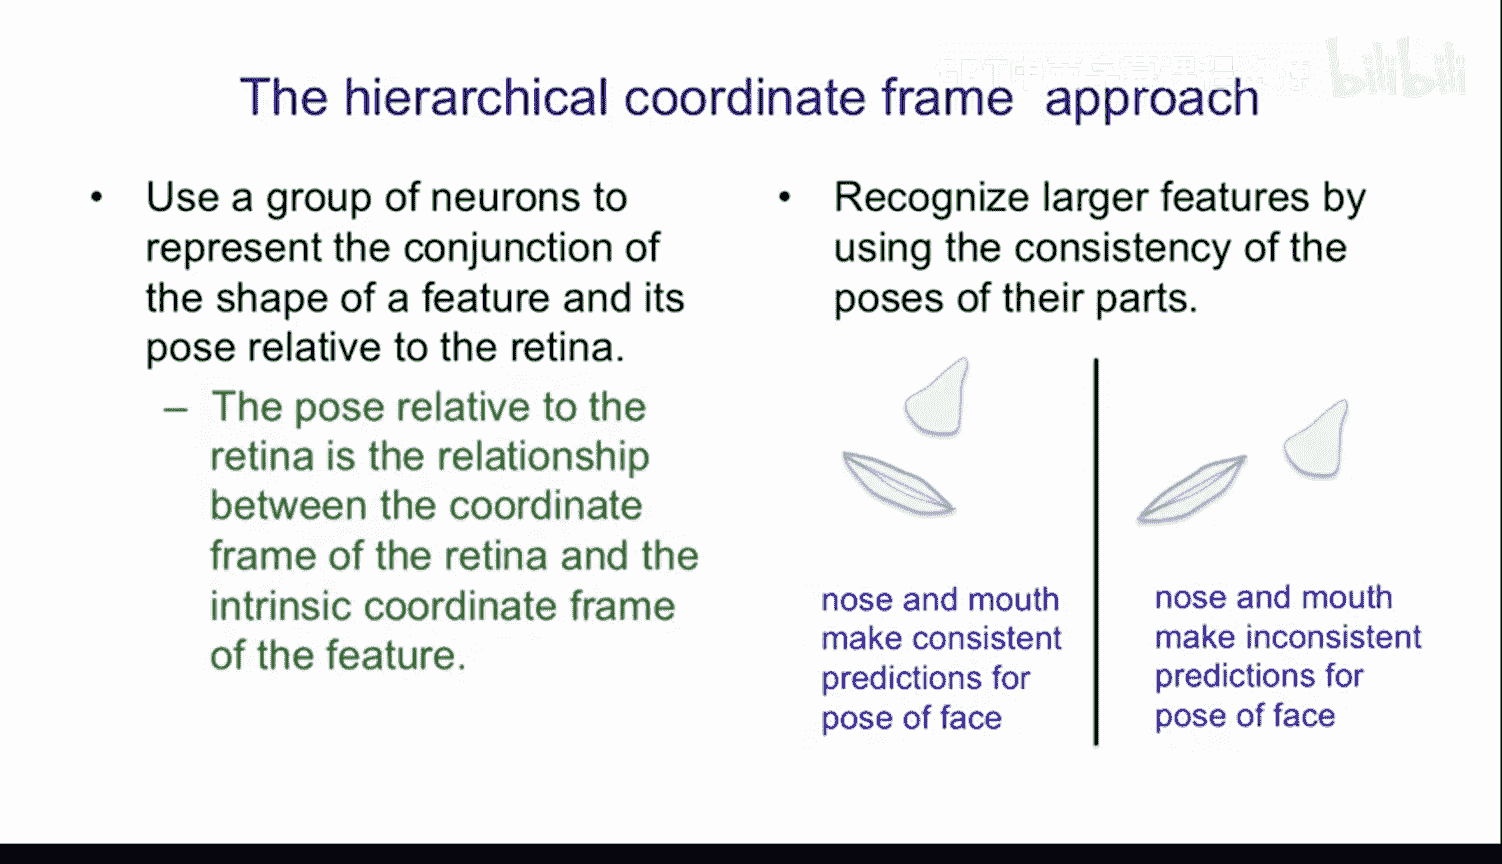 The hierarchical coordinate frame approach
• Use a group of neurons to
represent the conjunction of
the shape of a feature and its
pose relative to the retina.
– The pose relative to the
retina is the relationship
between the coordinate
frame of the retina and the
intrinsic coordinate frame
of the feature.
• Recognize larger features by
using the consistency of the
poses of their parts.
nose and mouth
make consistent
predictions for
pose of face
nose and mouth
make inconsistent
predictions for
pose of face
bilibili